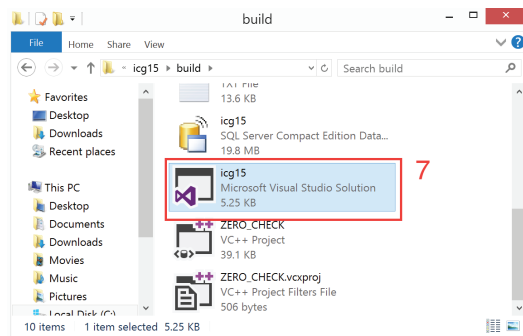 build
File
Home
Share
View
« icg15 ▸ build ▸
Search build
Favorites
Desktop
Downloads
Recent places
This PC
Desktop
Documents
Downloads
Movies
Music
Pictures
Local Disk (C:)
TXT File
13.6 KB
icg15
SQL Server Compact Edition Data...
19.8 MB
icg15
Microsoft Visual Studio Solution
5.25 KB
7
ZERO_CHECK
VC++ Project
39.1 KB
ZERO_CHECK.vcxproj
VC++ Project Filters File
506 bytes
10 items 1 item selected 5.25 KB